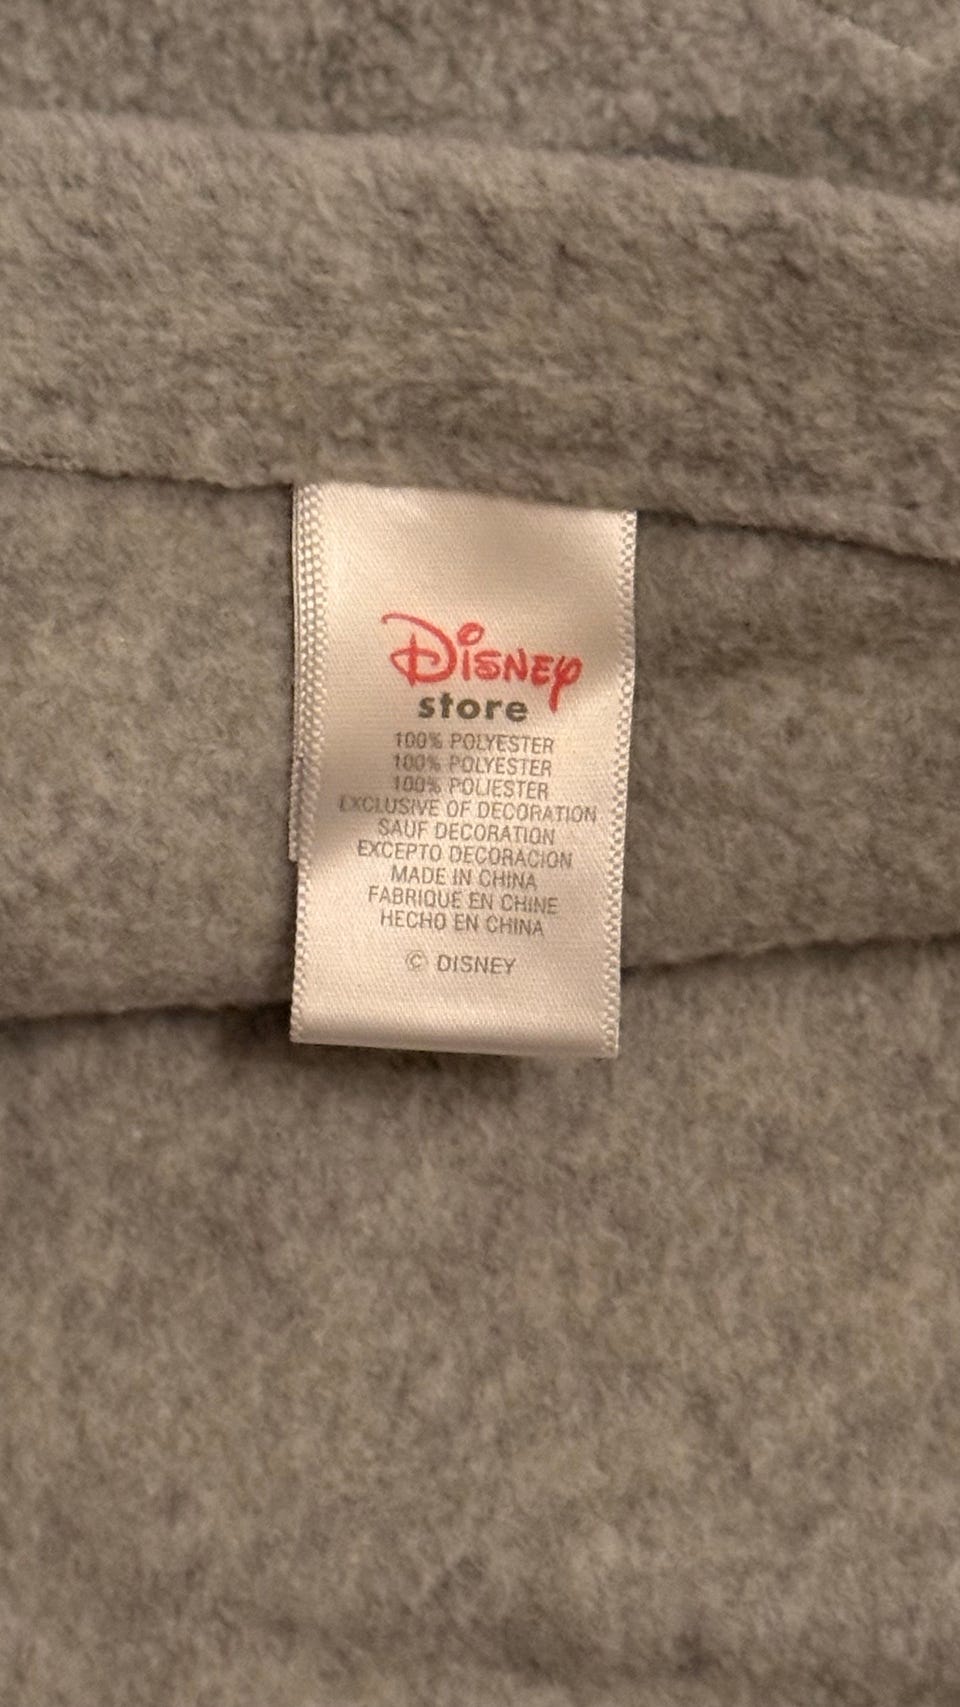 Disney
store
100% POLYESTER
100% POLYESTER
100% POLIESTER
EXCLUSIVE OF DECORATION
SAUF DECORATION
EXCEPTO DECORACION
MADE IN CHINA
FABRIQUE EN CHINE
HECHO EN CHINA
© DISNEY